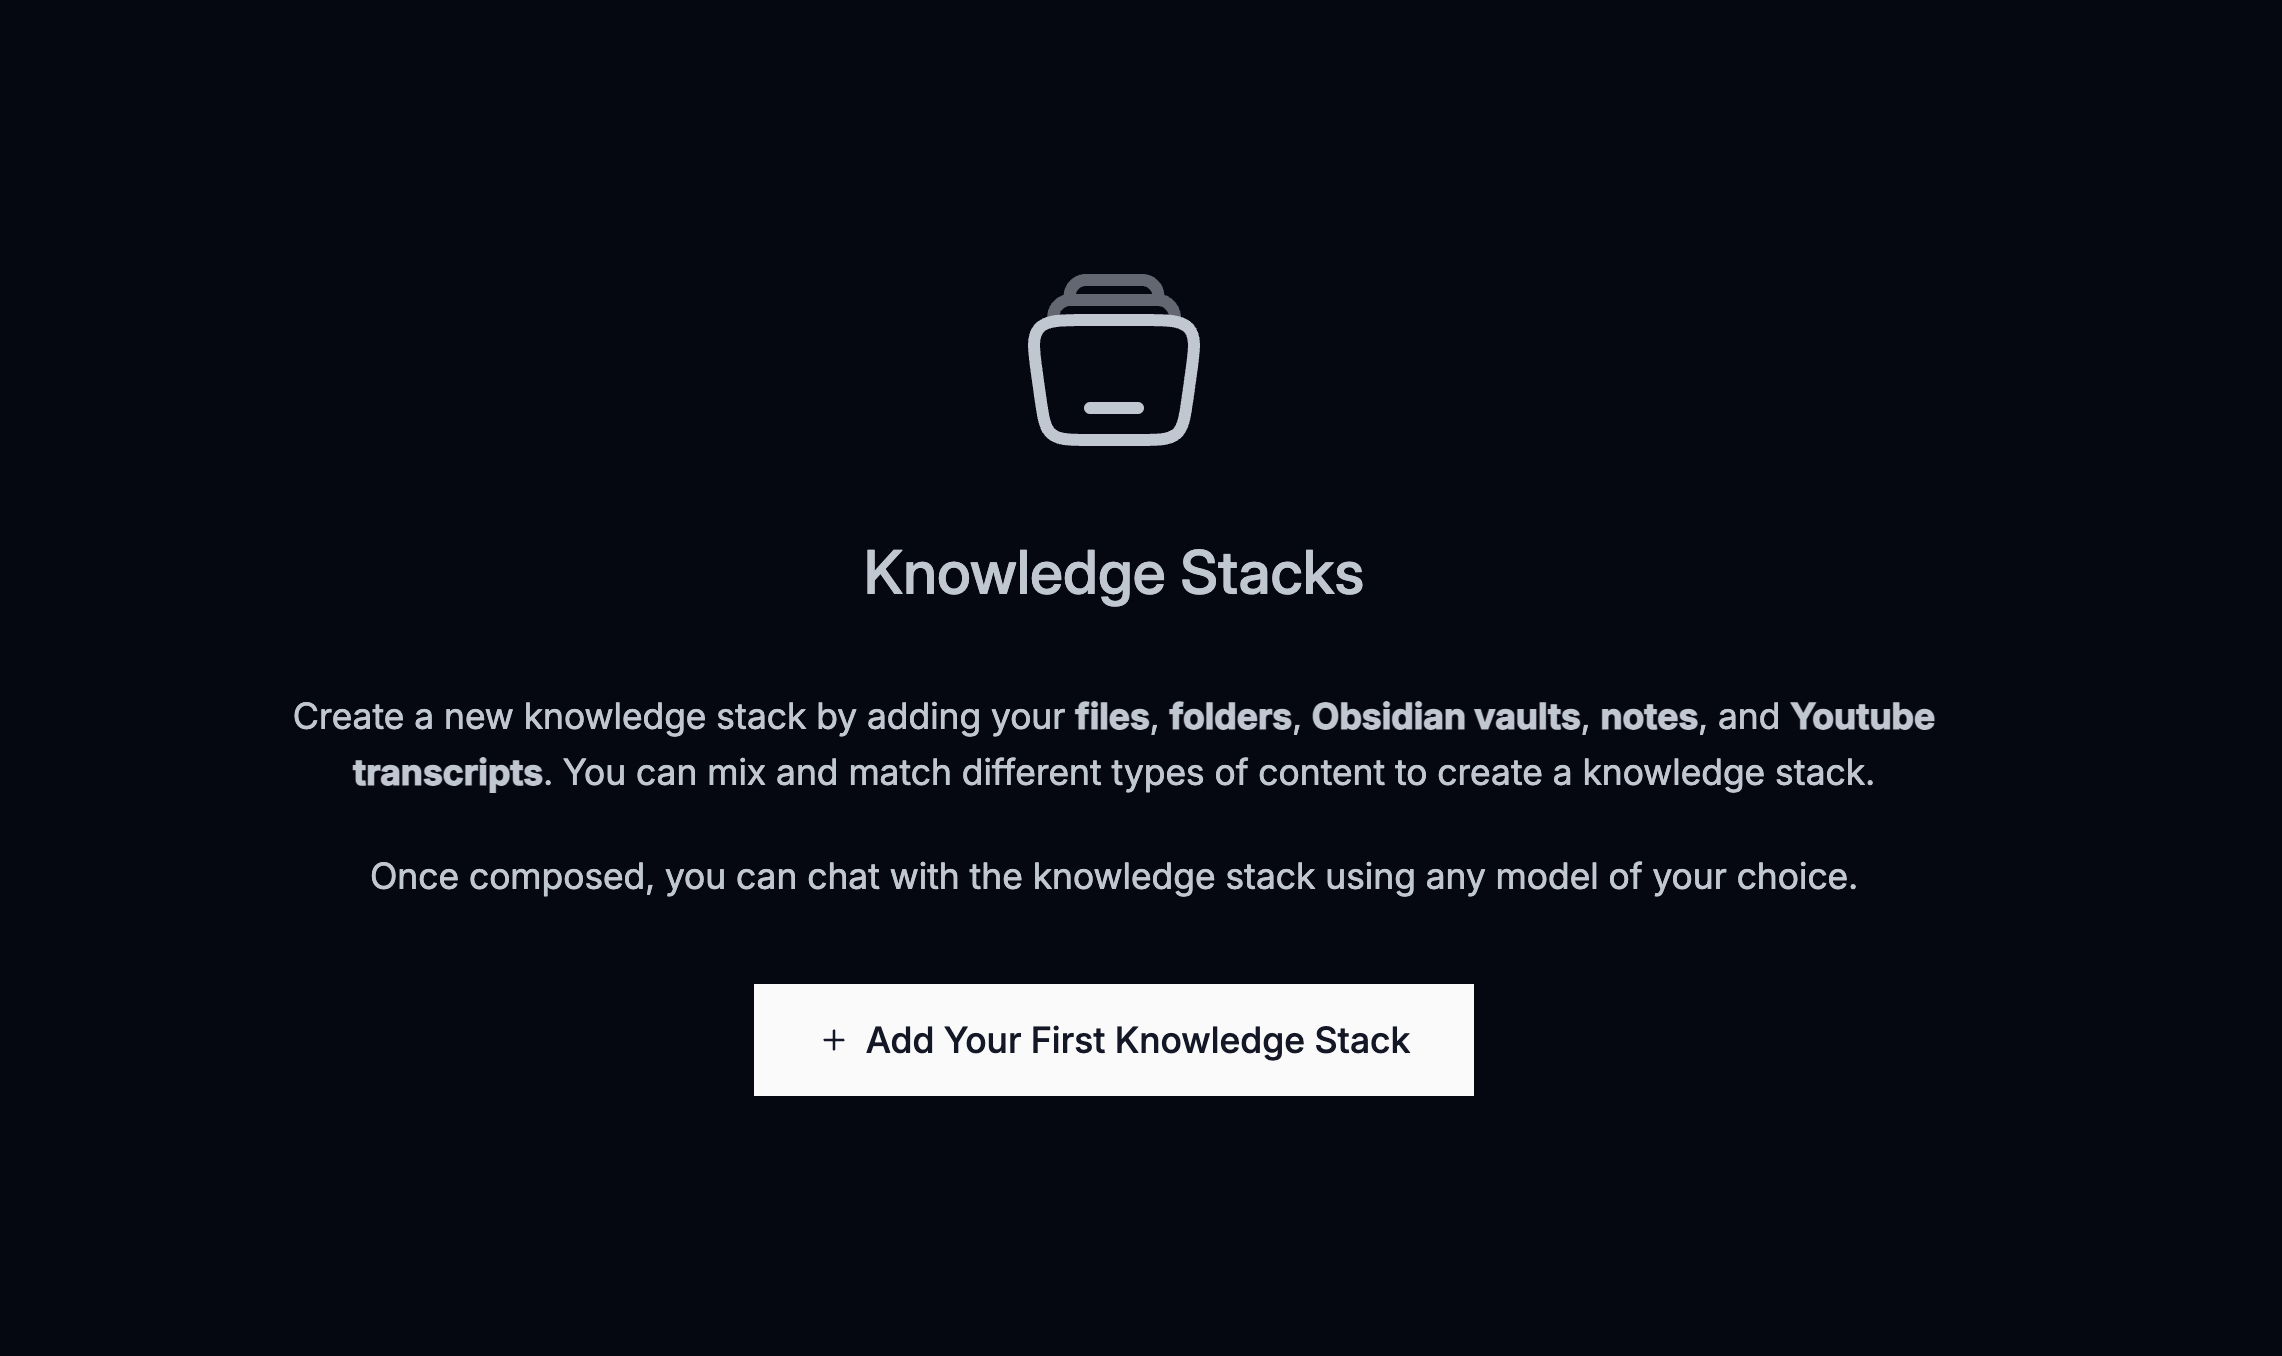 Knowledge Stacks
Create a new knowledge stack by adding your files, folders, Obsidian vaults, notes, and Youtube
transcripts. You can mix and match different types of content to create a knowledge stack.
Once composed, you can chat with the knowledge stack using any model of your choice.
+ Add Your First Knowledge Stack